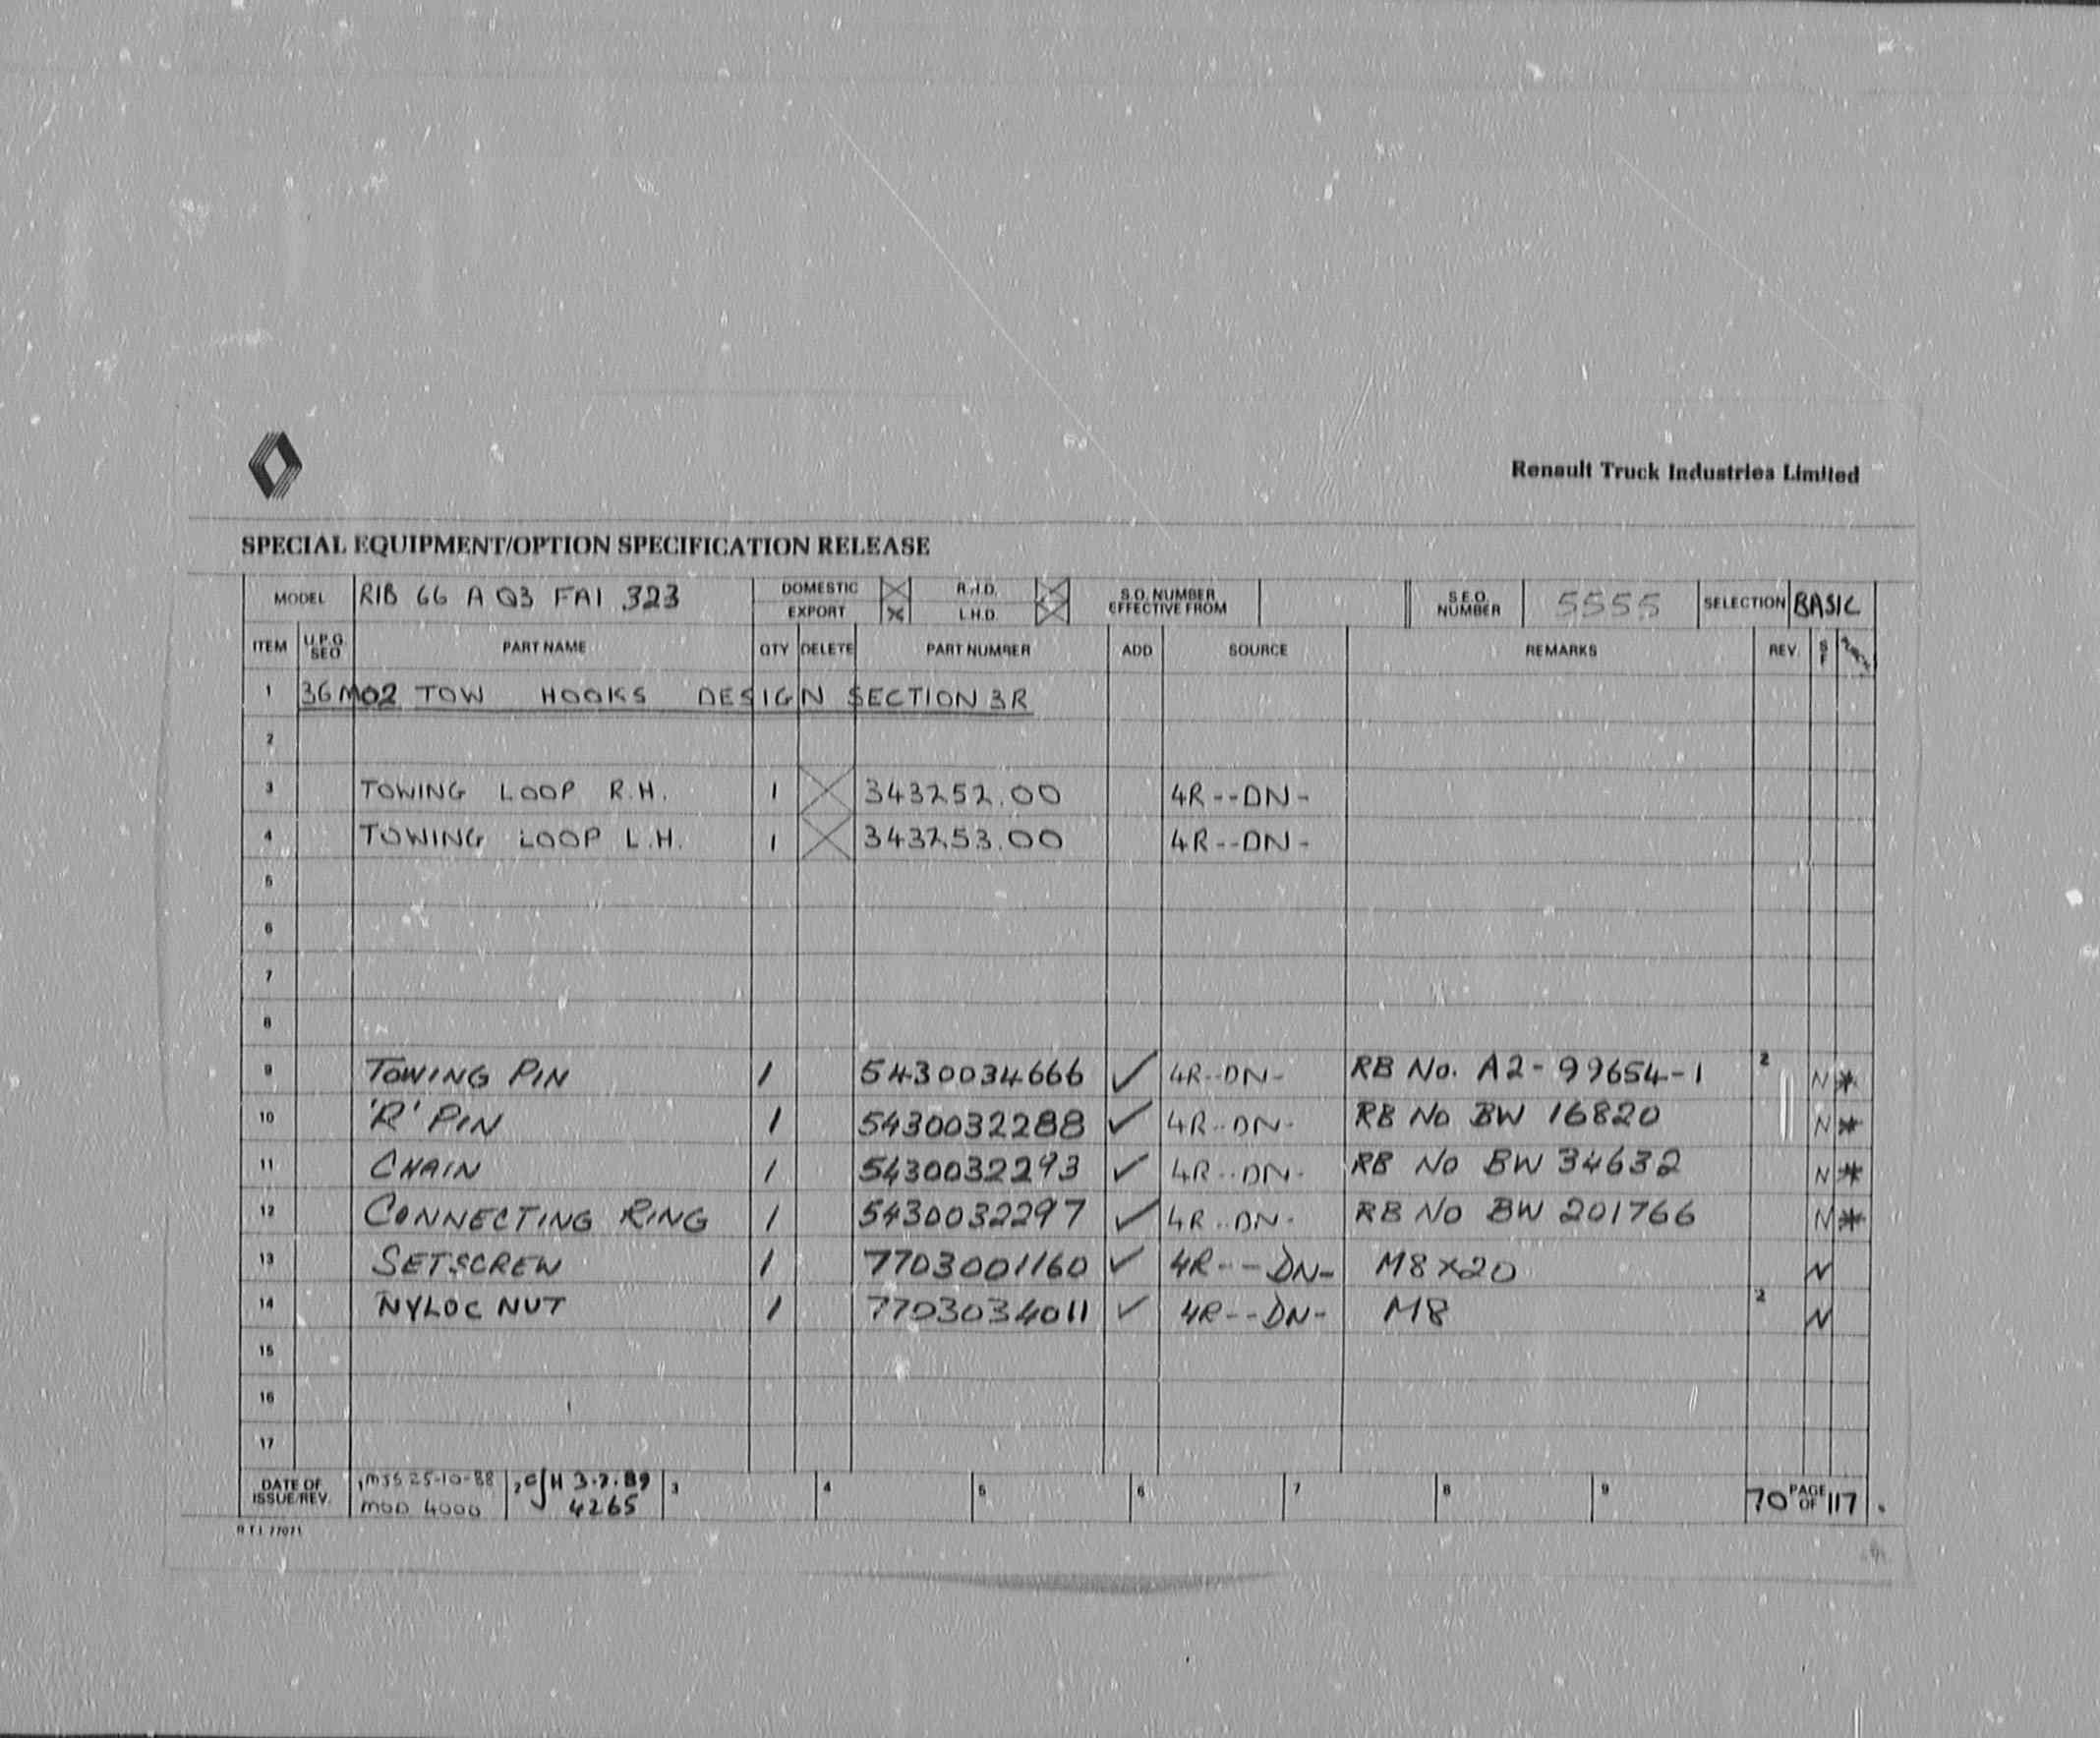 Renault Truck Industries Limited
SPECIAL EQUIPMENT/OPTION SPECIFICATION RELEASE
MODEL R1B 66 A Q3 FA1 323 DOMESTIC R.H.D. S.O. NUMBER EFFECTIVE FROM S.E.O. NUMBER 5555 SELECTION BASIC
EXPORT L.H.D.
ITEM U.P.G. SEO PART NAME QTY DELETE PART NUMBER ADD SOURCE REMARKS REV. S F
1 36M02 TOW HOOKS DESIGN SECTION 3R
2
3 TOWING LOOP R.H. 1 343252.00 4R--DN-
4 TOWING LOOP L.H. 1 343253.00 4R--DN-
5
6
7
8
9 TOWING PIN 1 5430034666 ✓ 4R--DN- RB No. A2-99654-1 2 N *
10 'R' PIN 1 5430032288 ✓ 4R--DN- RB No BW 16820 N *
11 CHAIN 1 5430032293 ✓ 4R--DN- RB No BW 34632 N *
12 CONNECTING RING 1 5430032297 ✓ 4R--DN- RB No BW 201766 N *
13 SETSCREW 1 7703001160 ✓ 4R---DN- M8x20 N
14 NYLOC NUT 1 7703034011 ✓ 4R--DN- M8 2 N
15
16
17
DATE OF ISSUE/REV. 1 MJS 25-10-88 2 CJH 3.7.89 3 4 5 6 7 8 9 70 PAGE OF 117
MOD 4000 4265
R.T.I. 77071